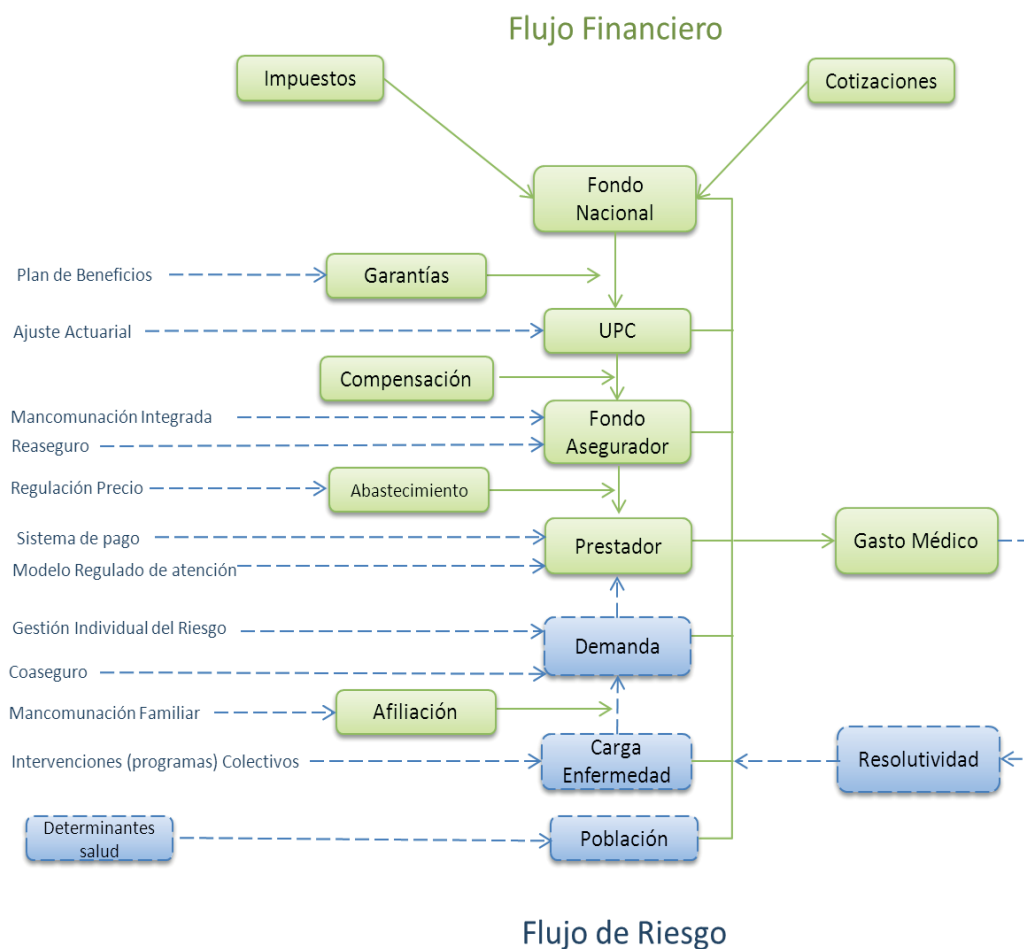 Flujo Financiero
Impuestos
Cotizaciones
Fondo
Nacional
Plan de Beneficios
Garantías
Ajuste Actuarial
UPC
Compensación
Mancomunación Integrada
Reaseguro
Fondo
Asegurador
Regulación Precio
Abastecimiento
Sistema de pago
Modelo Regulado de atención
Prestador
Gasto Médico
Gestión Individual del Riesgo
Coaseguro
Demanda
Mancomunación Familiar
Afiliación
Intervenciones (programas) Colectivos
Carga
Enfermedad
Resolutividad
Determinantes
salud
Población
Flujo de Riesgo